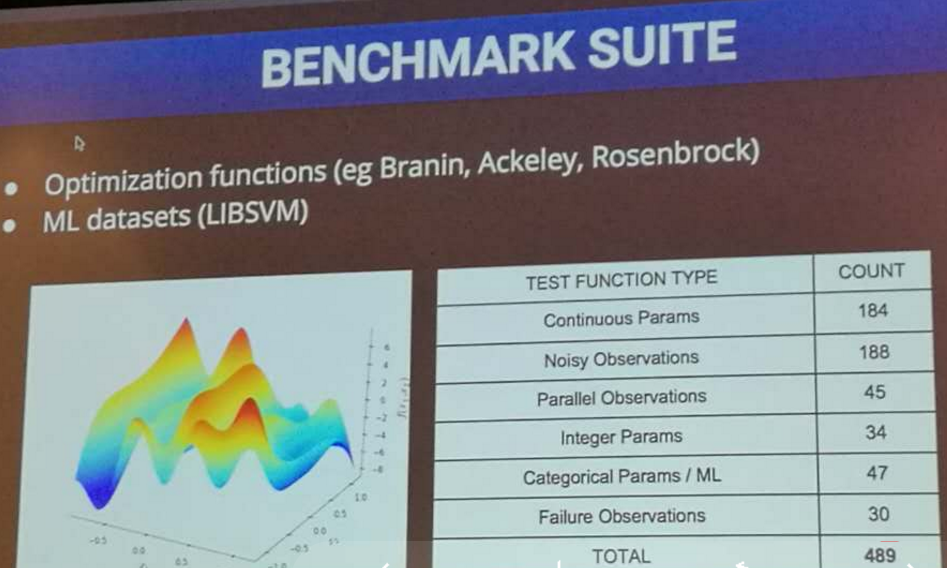 BENCHMARK SUITE
• Optimization functions (eg Branin, Ackeley, Rosenbrock)
• ML datasets (LIBSVM)
TEST FUNCTION TYPE COUNT
Continuous Params 184
Noisy Observations 188
Parallel Observations 45
Integer Params 34
Categorical Params / ML 47
Failure Observations 30
TOTAL 489
6
4
2
0
-2
-4
-6
-8
1.0
0.5
0.0
-0.5
-1.0
-0.5
0.0
0.5